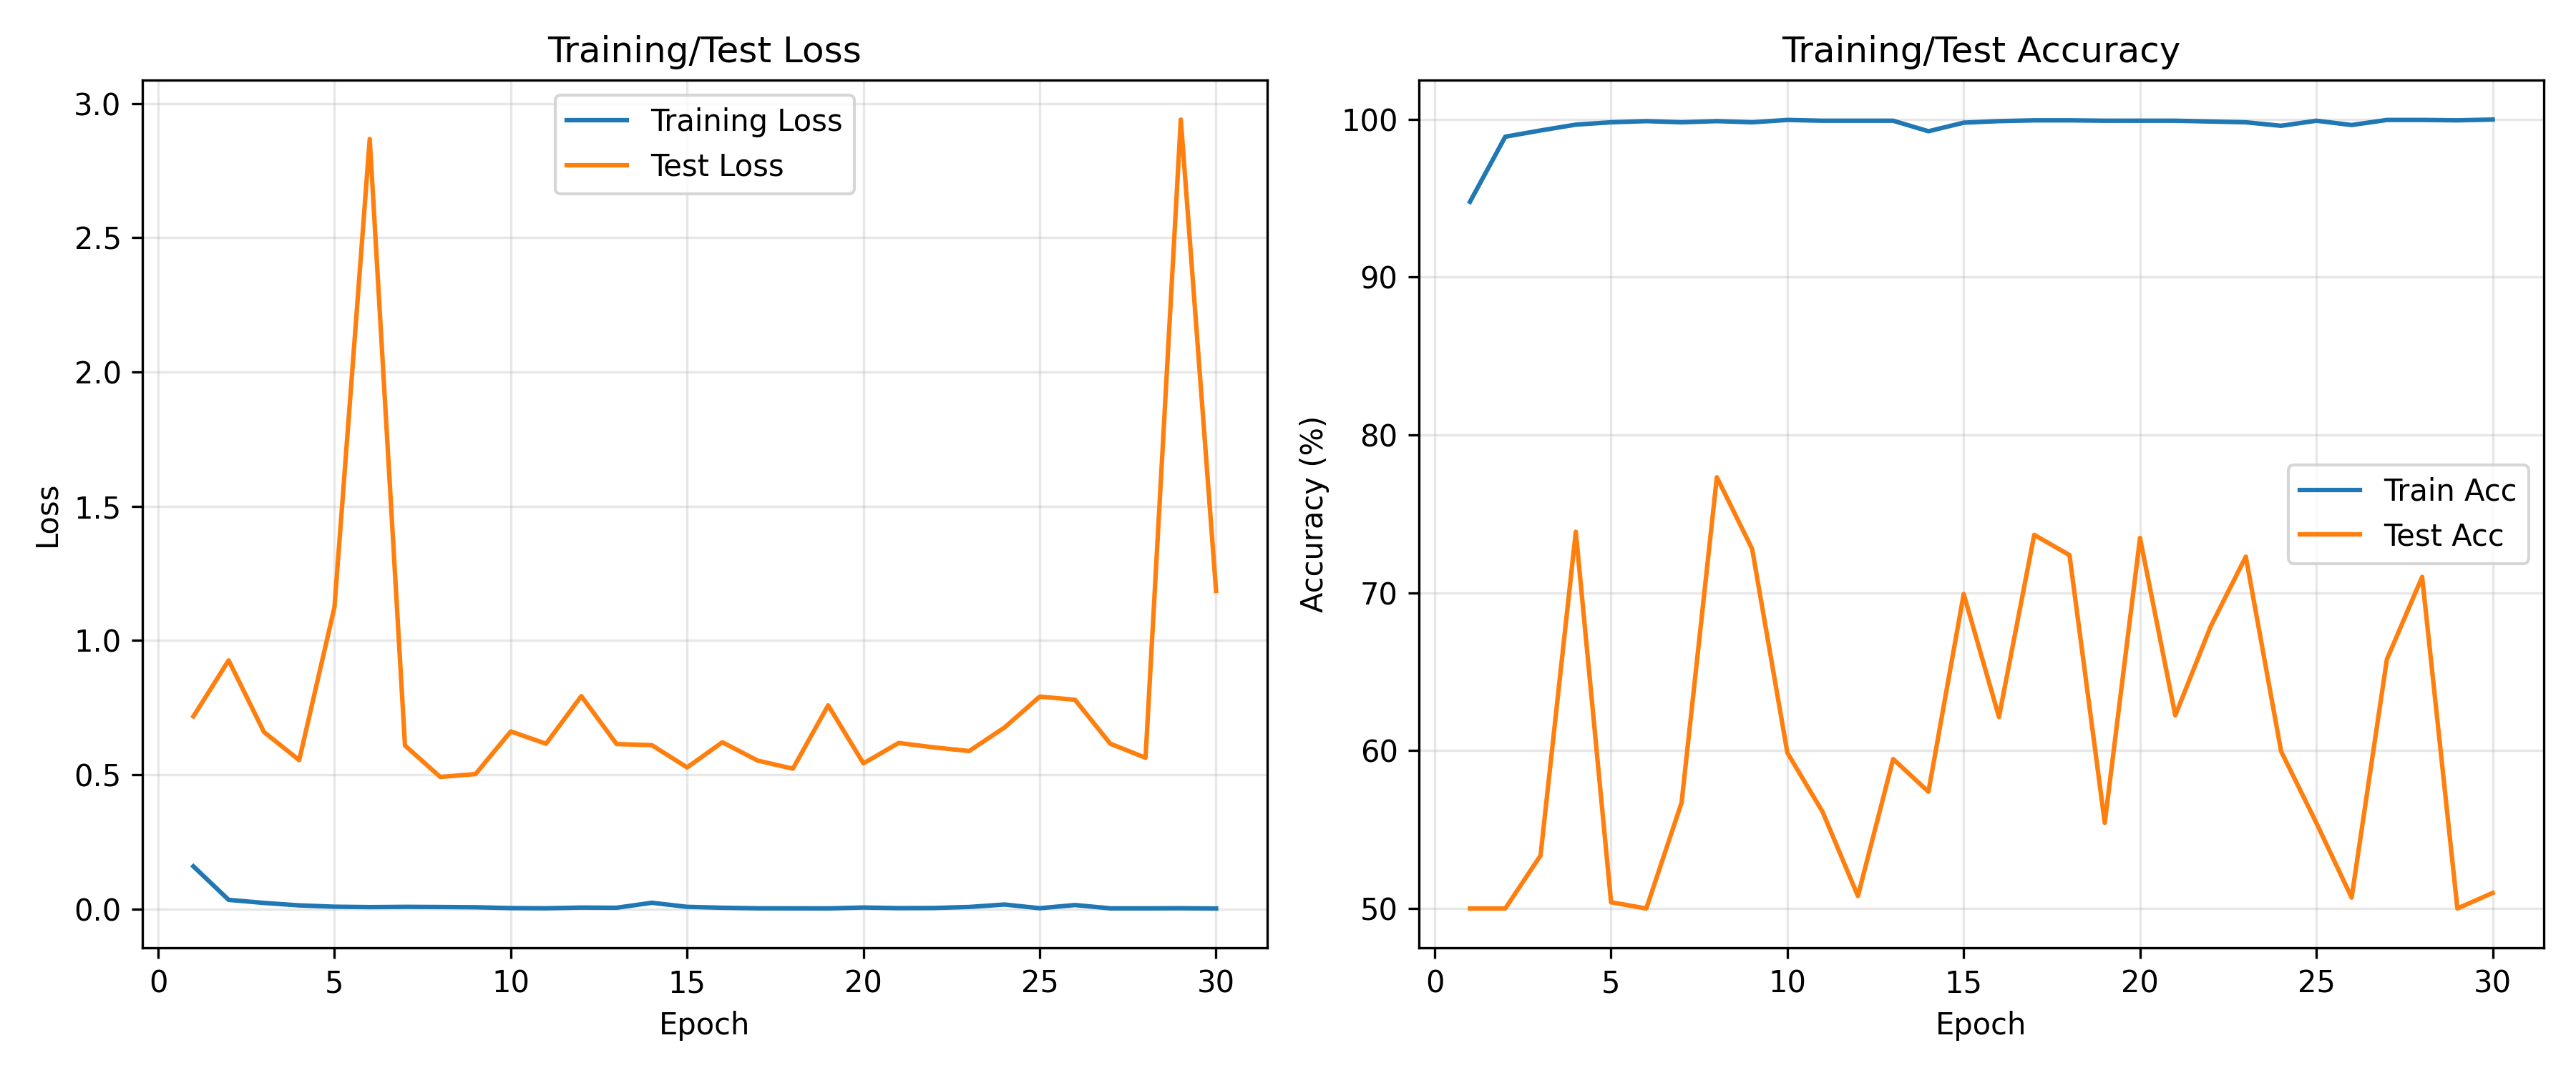 Training/Test Loss
Training Loss
Test Loss
3.0
2.5
2.0
1.5
1.0
0.5
0.0
Loss
0 5 10 15 20 25 30
Epoch
Training/Test Accuracy
100
90
80
70
60
50
Accuracy (%)
Train Acc
Test Acc
0 5 10 15 20 25 30
Epoch